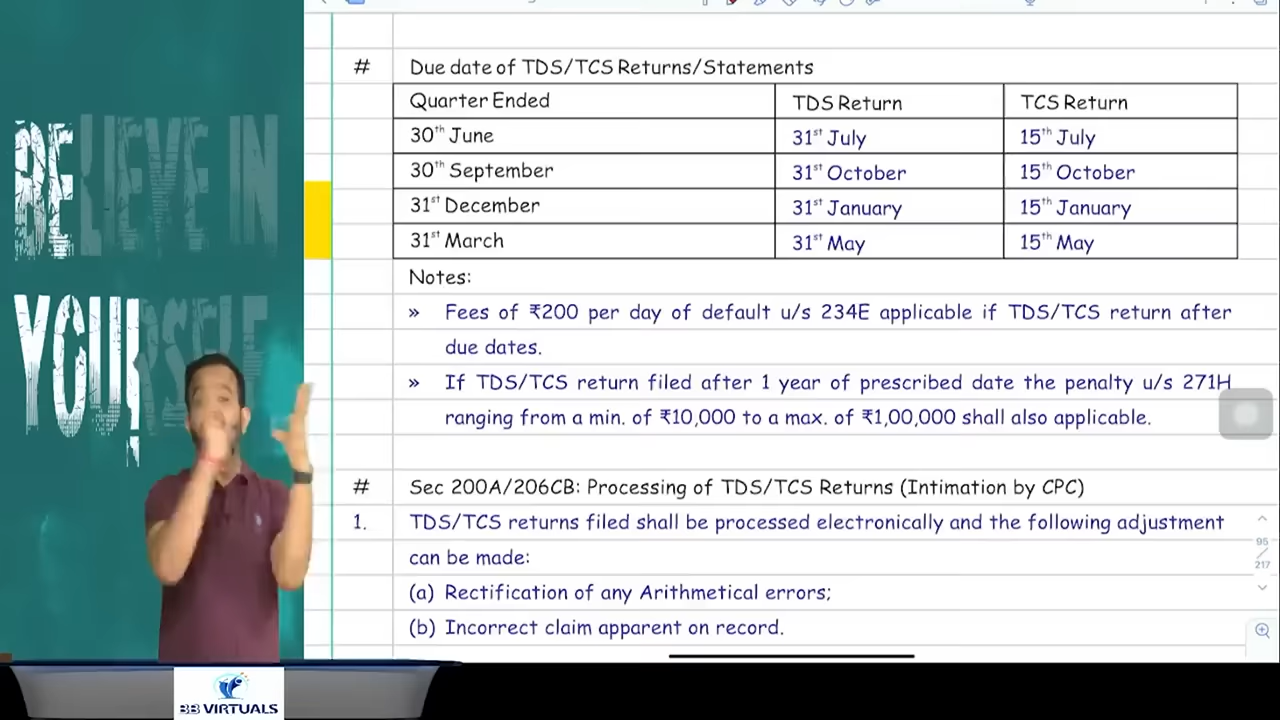 # Due date of TDS/TCS Returns/Statements
Quarter Ended TDS Return TCS Return
30th June 31st July 15th July
30th September 31st October 15th October
31st December 31st January 15th January
31st March 31st May 15th May
Notes:
» Fees of ₹200 per day of default u/s 234E applicable if TDS/TCS return after
due dates.
» If TDS/TCS return filed after 1 year of prescribed date the penalty u/s 271H
ranging from a min. of ₹10,000 to a max. of ₹1,00,000 shall also applicable.
# Sec 200A/206CB: Processing of TDS/TCS Returns (Intimation by CPC)
1. TDS/TCS returns filed shall be processed electronically and the following adjustment
can be made:
(a) Rectification of any Arithmetical errors;
(b) Incorrect claim apparent on record.
95
/
217
BELIEVE IN
YOURSELF
BB VIRTUALS